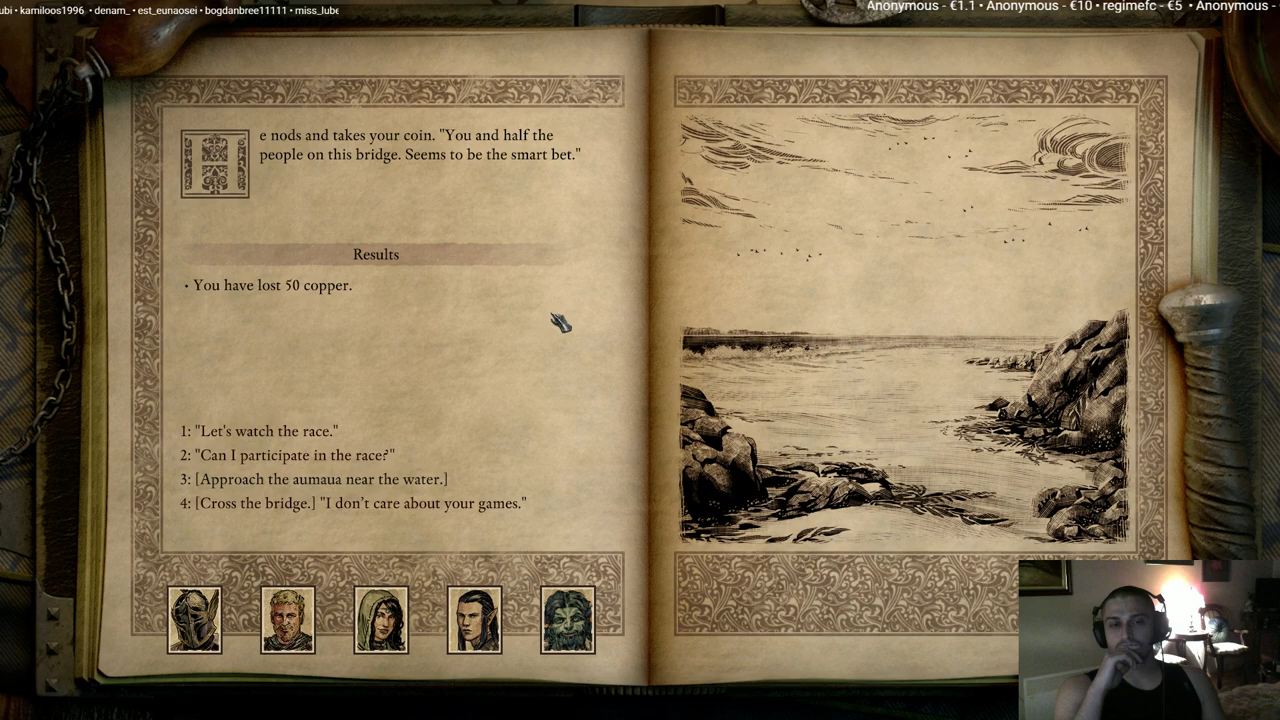 ubi • kamiloos1996 • denam_ • est_eunaosei • bogdanbree11111 • miss_lube
Anonymous - €1.1 • Anonymous - €10 • regimefc - €5 • Anonymous -
He nods and takes your coin. "You and half the
people on this bridge. Seems to be the smart bet."
Results
• You have lost 50 copper.
1: "Let's watch the race."
2: "Can I participate in the race?"
3: [Approach the aumaua near the water.]
4: [Cross the bridge.] "I don't care about your games."